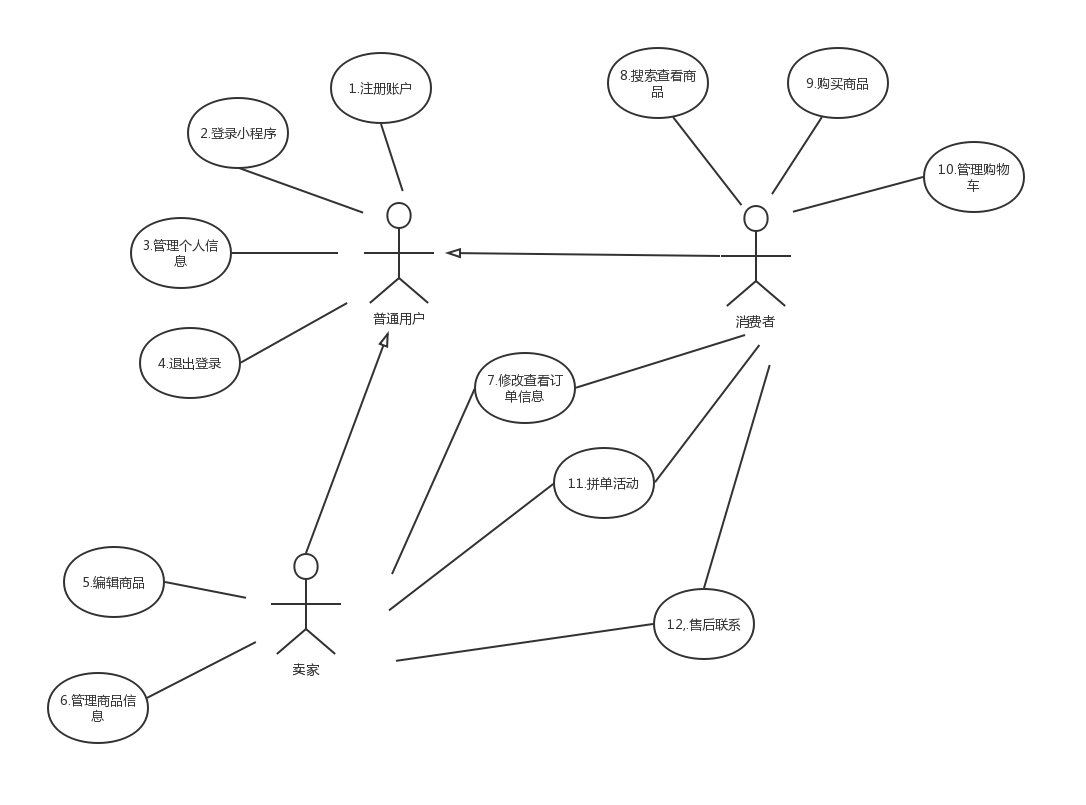 1.注册账户
8.搜索查看商
品
9.购买商品
2.登录小程序
10.管理购物
车
3.管理个人信
息
普通用户
消费者
4.退出登录
7.修改查看订
单信息
11.拼单活动
5.编辑商品
12,.售后联系
卖家
6.管理商品信
息